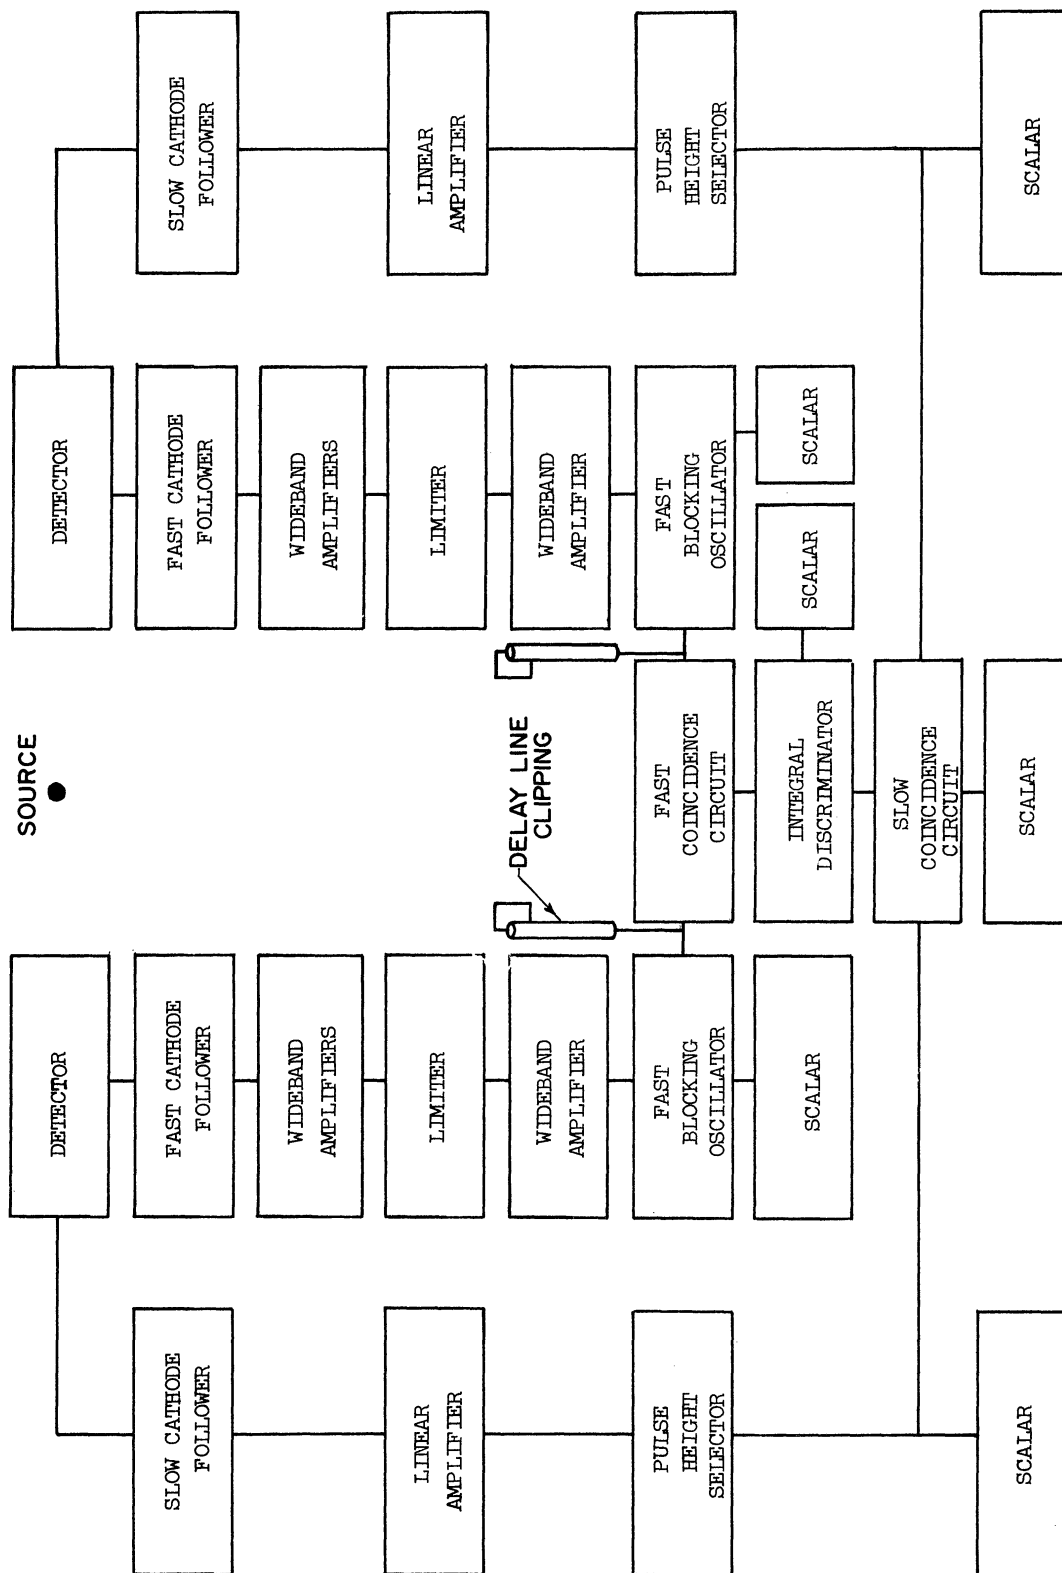 SOURCE
DETECTOR
DETECTOR
SLOW CATHODE
FOLLOWER
FAST CATHODE
FOLLOWER
FAST CATHODE
FOLLOWER
SLOW CATHODE
FOLLOWER
WIDEBAND
AMPLIFIERS
WIDEBAND
AMPLIFIERS
LINEAR
AMPLIFIER
LIMITER
LIMITER
LINEAR
AMPLIFIER
WIDEBAND
AMPLIFIER
DELAY LINE
CLIPPING
WIDEBAND
AMPLIFIER
PULSE
HEIGHT
SELECTOR
FAST
BLOCKING
OSCILLATOR
FAST
COINCIDENCE
CIRCUIT
FAST
BLOCKING
OSCILLATOR
PULSE
HEIGHT
SELECTOR
SCALAR
INTEGRAL
DISCRIMINATOR
SCALAR
SCALAR
SLOW
COINCIDENCE
CIRCUIT
SCALAR
SCALAR
SCALAR